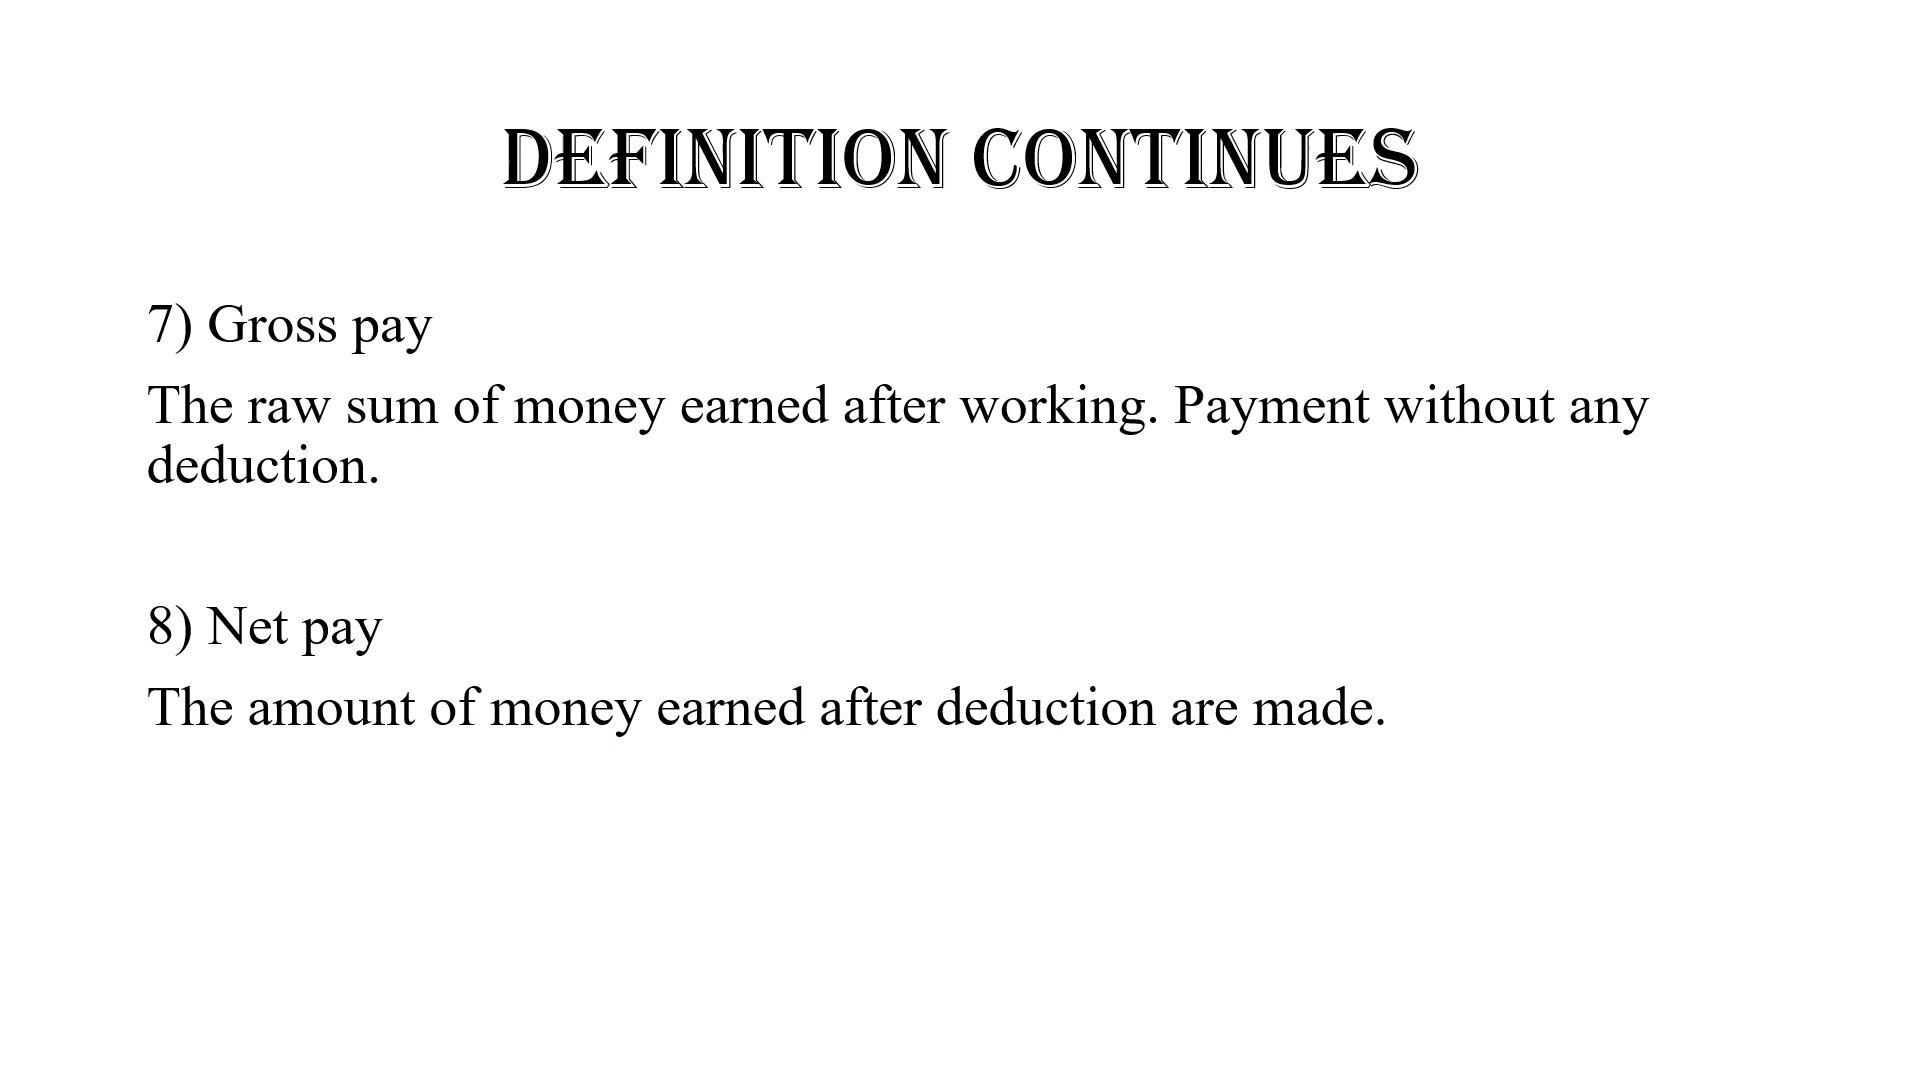 DEFINITION CONTINUES
7) Gross pay
The raw sum of money earned after working. Payment without any
deduction.
8) Net pay
The amount of money earned after deduction are made.